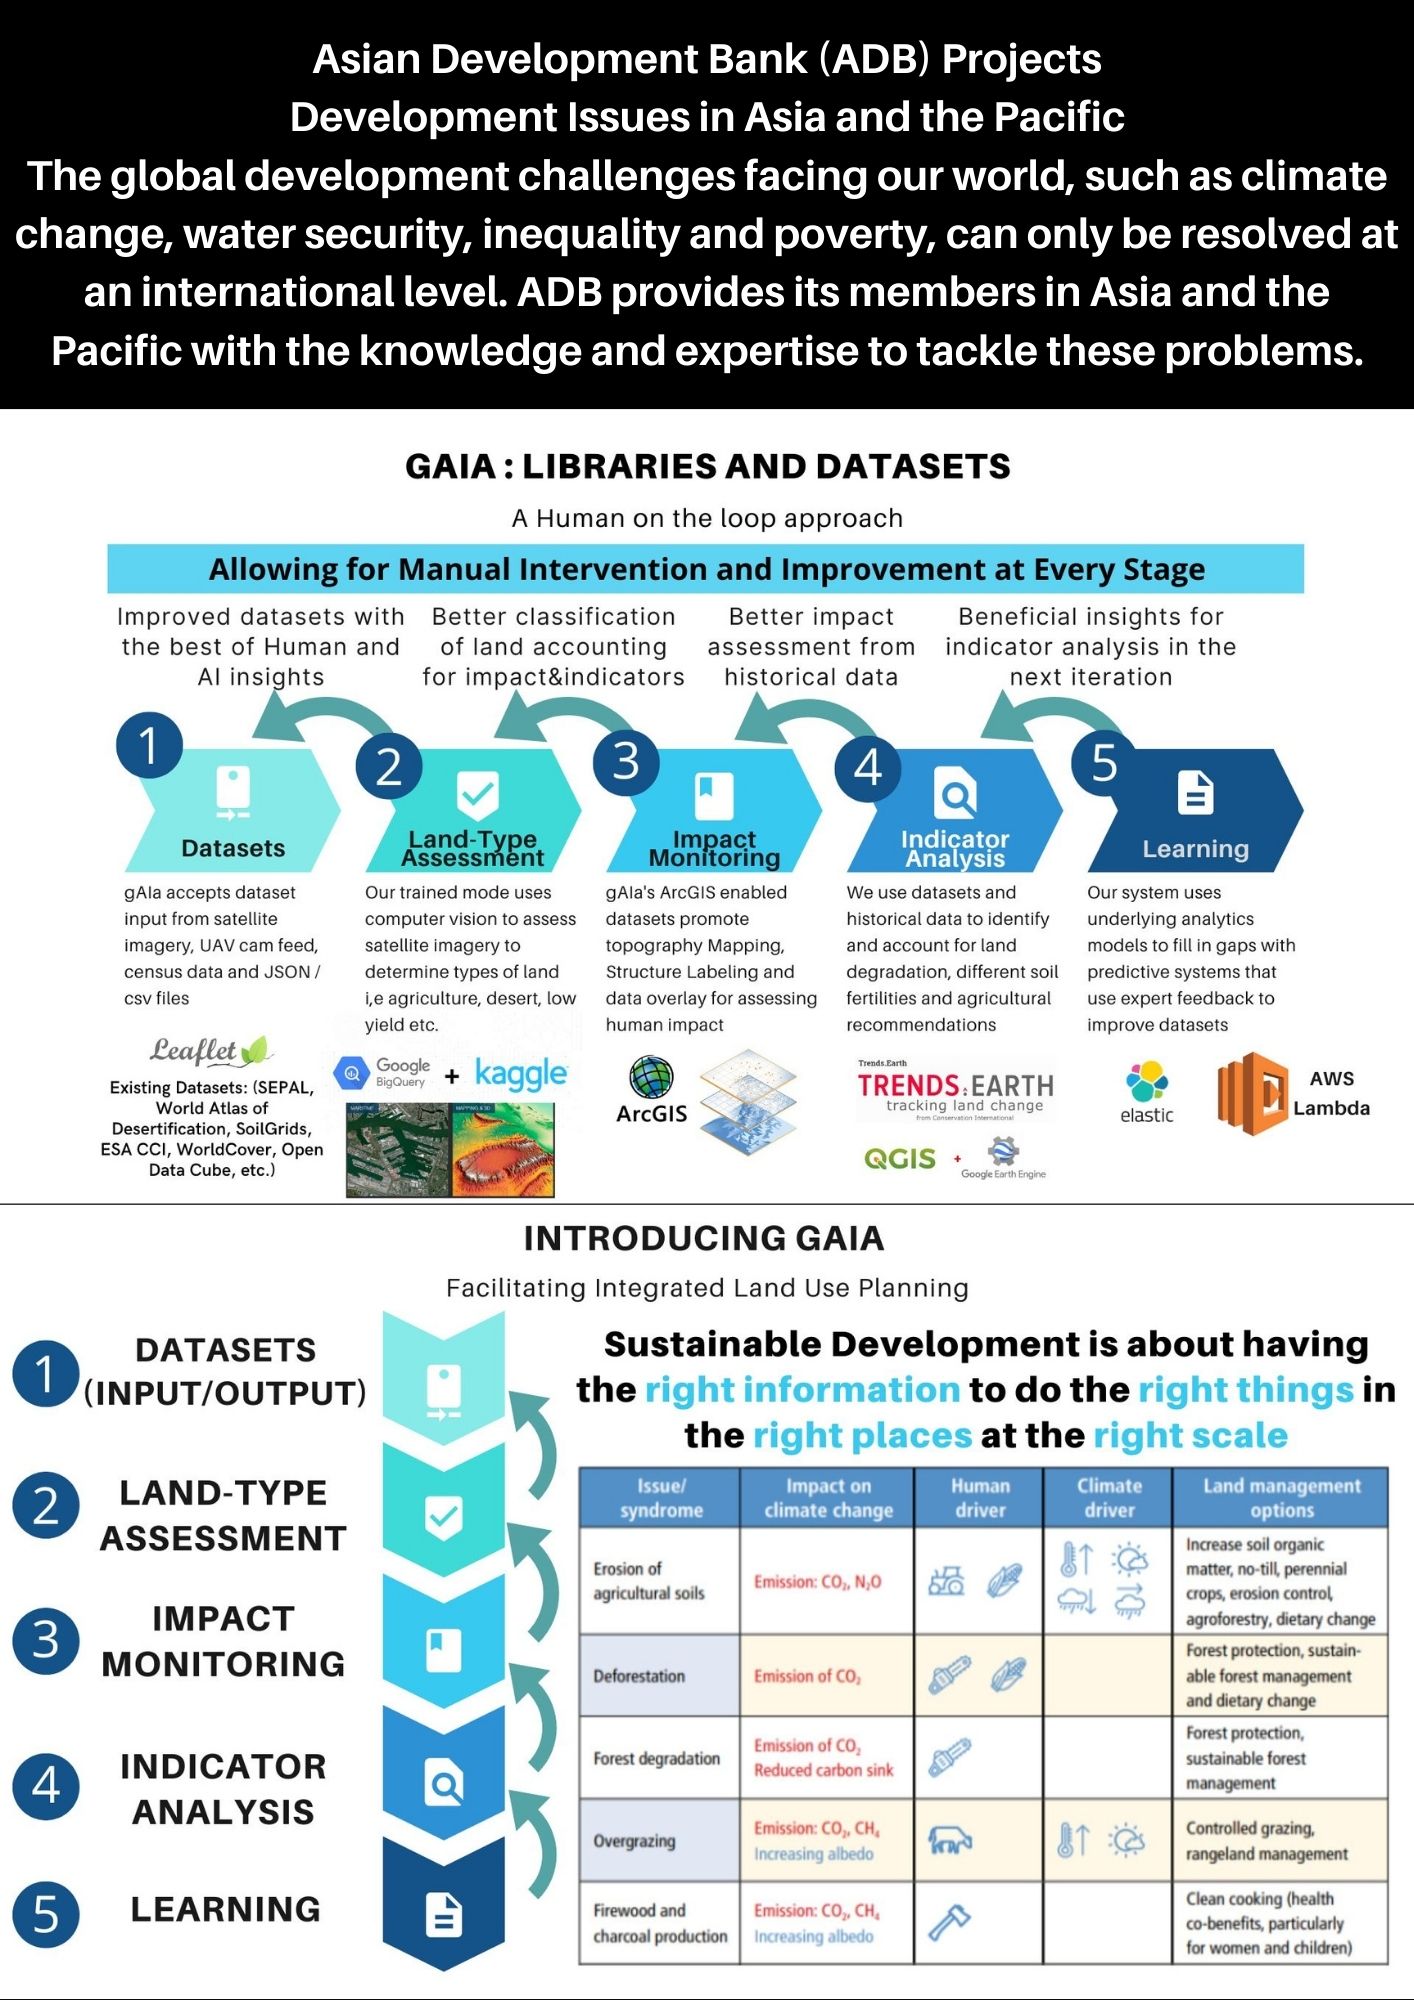 Asian Development Bank (ADB) Projects
Development Issues in Asia and the Pacific
The global development challenges facing our world, such as climate
change, water security, inequality and poverty, can only be resolved at
an international level. ADB provides its members in Asia and the
Pacific with the knowledge and expertise to tackle these problems.
GAIA : LIBRARIES AND DATASETS
A Human on the loop approach
Allowing for Manual Intervention and Improvement at Every Stage
Improved datasets with
the best of Human and
AI insights
Better classification
of land accounting
for impact&indicators
Better impact
assessment from
historical data
Beneficial insights for
indicator analysis in the
next iteration
1
Datasets
gAIa accepts dataset
input from satellite
imagery, UAV cam feed,
census data and JSON /
csv files
Leaflet
Existing Datasets: (SEPAL,
World Atlas of
Desertification, SoilGrids,
ESA CCI, WorldCover, Open
Data Cube, etc.)
2
Land-Type
Assessment
Our trained mode uses
computer vision to assess
satellite imagery to
determine types of land
i,e agriculture, desert, low
yield etc.
Google
BigQuery
+
kaggle
MARITIME
MAPPING & 3D
3
Impact
Monitoring
gAIa's ArcGIS enabled
datasets promote
topography Mapping,
Structure Labeling and
data overlay for assessing
human impact
ArcGIS
4
Indicator
Analysis
We use datasets and
historical data to identify
and account for land
degradation, different soil
fertilities and agricultural
recommendations
Trends.Earth
TRENDS.EARTH
tracking land change
from Conservation International
QGIS
+
Google Earth Engine
5
Learning
Our system uses
underlying analytics
models to fill in gaps with
predictive systems that
use expert feedback to
improve datasets
elastic
AWS
Lambda
INTRODUCING GAIA
Facilitating Integrated Land Use Planning
1
DATASETS
(INPUT/OUTPUT)
2
LAND-TYPE
ASSESSMENT
3
IMPACT
MONITORING
4
INDICATOR
ANALYSIS
5
LEARNING
Sustainable Development is about having
the right information to do the right things in
the right places at the right scale
Issue/
syndrome
Impact on
climate change
Human
driver
Climate
driver
Land management
options
Erosion of
agricultural soils
Emission: CO₂, N₂O
Increase soil organic
matter, no-till, perennial
crops, erosion control,
agroforestry, dietary change
Deforestation
Emission of CO₂
Forest protection, sustain-
able forest management
and dietary change
Forest degradation
Emission of CO₂
Reduced carbon sink
Forest protection,
sustainable forest
management
Overgrazing
Emission: CO₂, CH₄
Increasing albedo
Controlled grazing,
rangeland management
Firewood and
charcoal production
Emission: CO₂, CH₄
Increasing albedo
Clean cooking (health
co-benefits, particularly
for women and children)